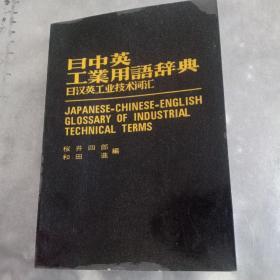 日中英
工業用語辞典
日汉英工业技术词汇
JAPANESE-CHINESE-ENGLISH
GLOSSARY OF INDUSTRIAL
TECHNICAL TERMS
桜井四郎
和田 進 編